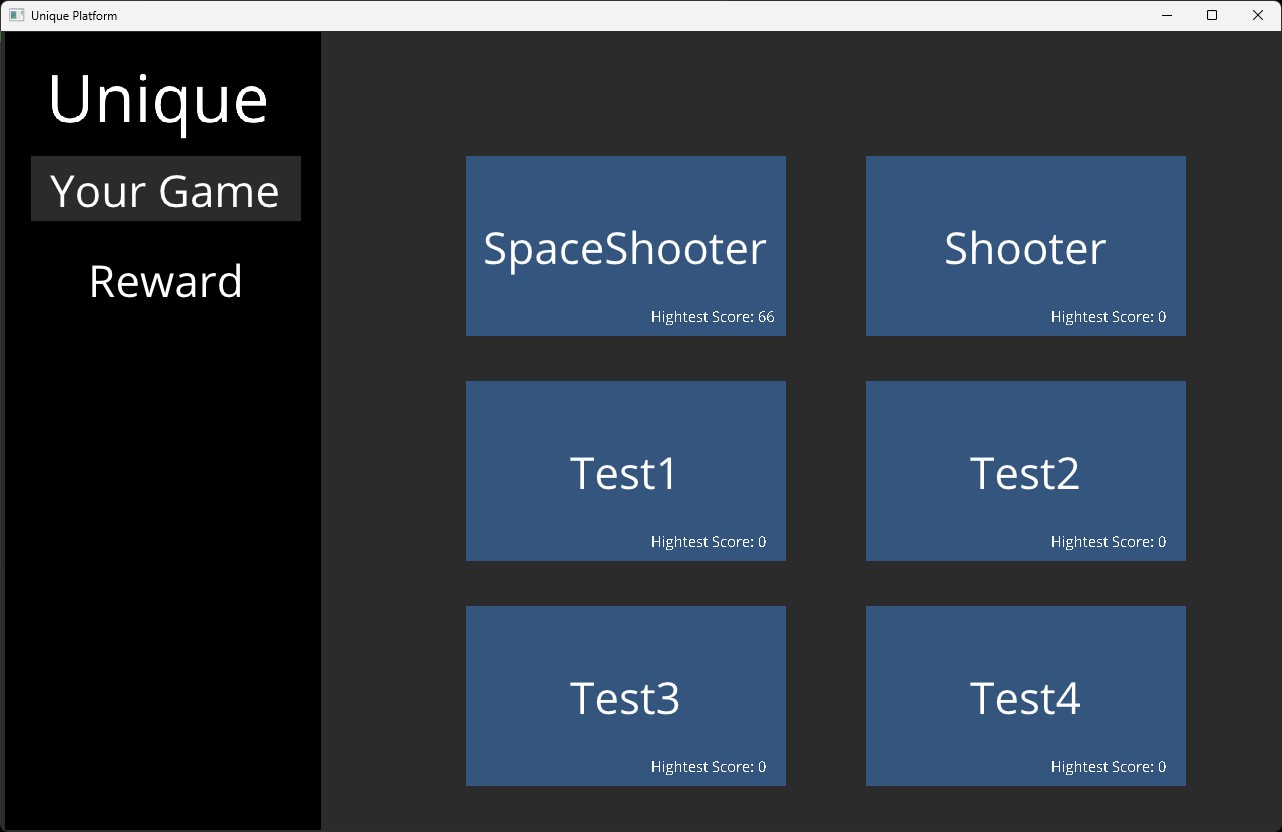 Unique Platform
Unique
Your Game
Reward
SpaceShooter
Hightest Score: 66
Shooter
Hightest Score: 0
Test1
Hightest Score: 0
Test2
Hightest Score: 0
Test3
Hightest Score: 0
Test4
Hightest Score: 0